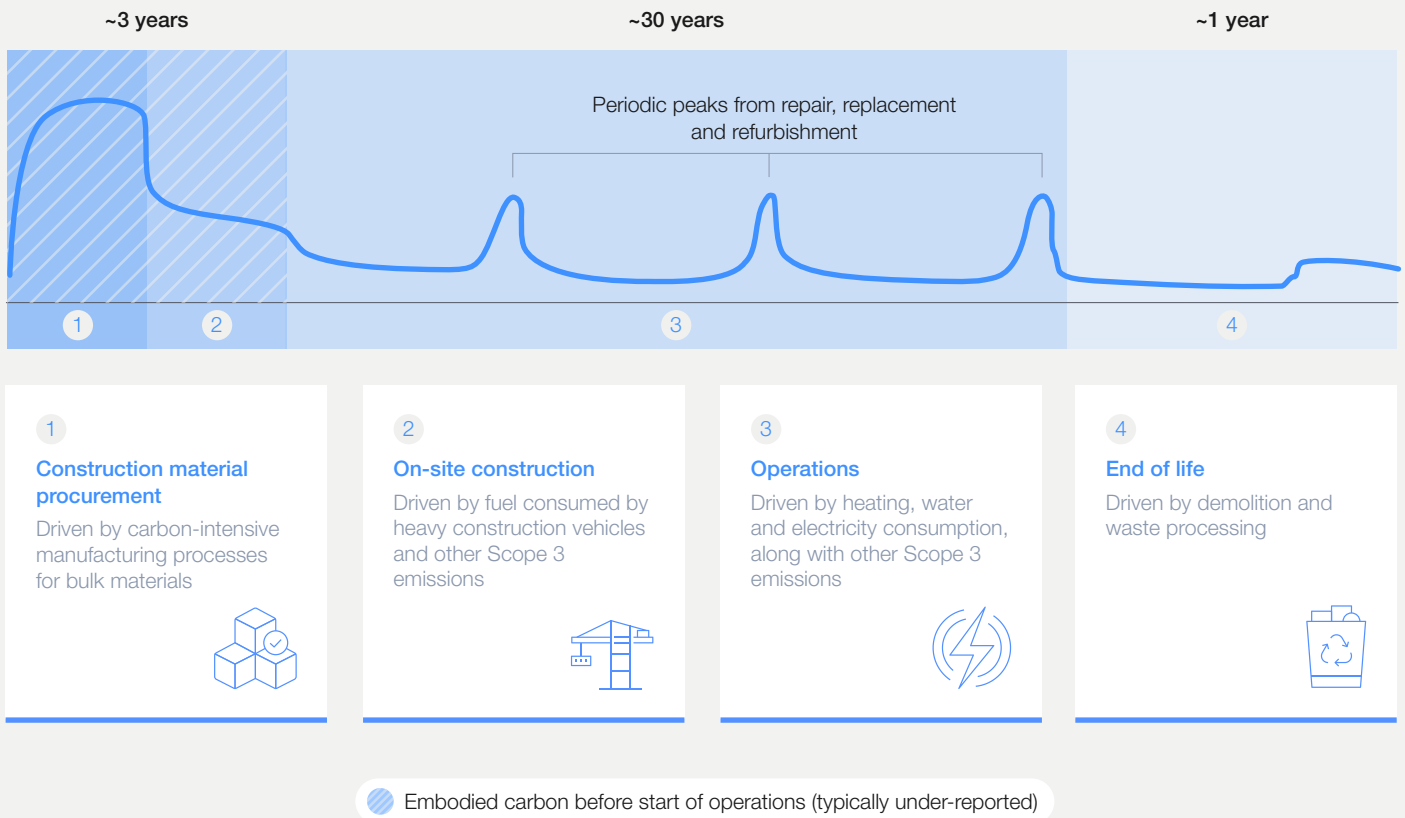 ~3 years
~30 years
~1 year
Periodic peaks from repair, replacement
and refurbishment
1
2
3
4
1
Construction material
procurement
Driven by carbon-intensive
manufacturing processes
for bulk materials
2
On-site construction
Driven by fuel consumed by
heavy construction vehicles
and other Scope 3
emissions
3
Operations
Driven by heating, water
and electricity consumption,
along with other Scope 3
emissions
4
End of life
Driven by demolition and
waste processing
Embodied carbon before start of operations (typically under-reported)